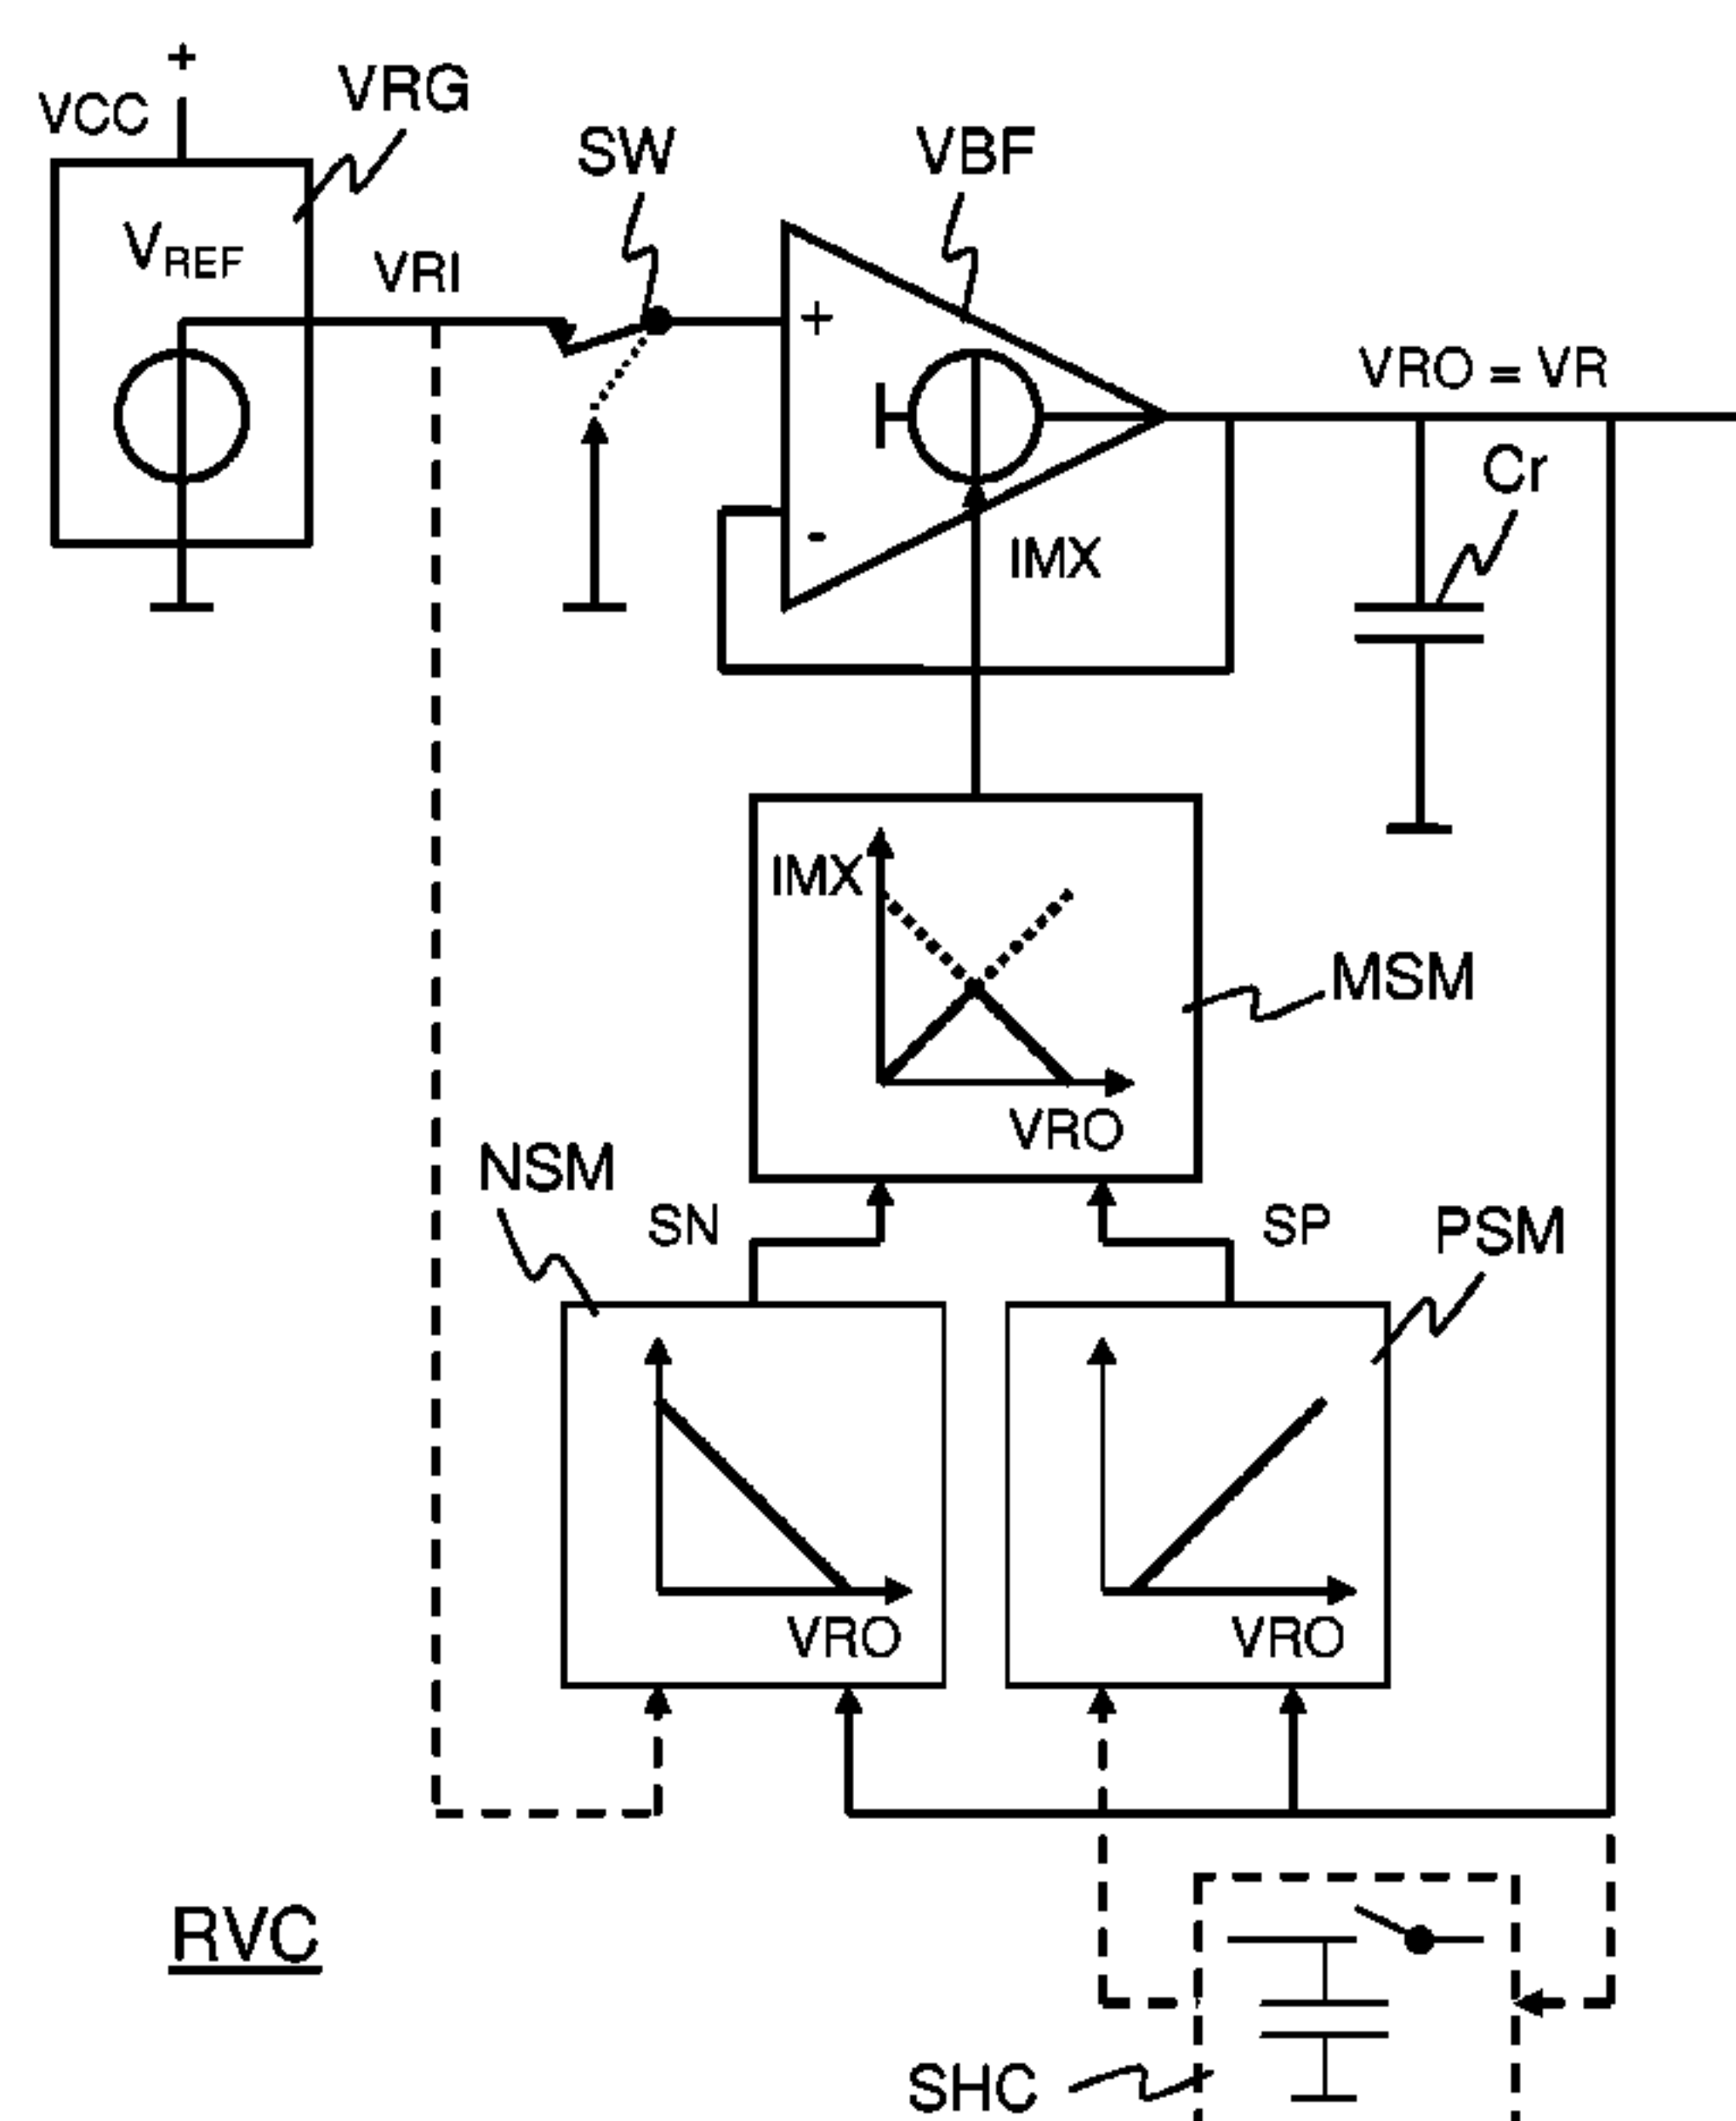 +
VCC
VRG
SW
VBF
VREF
VRI
+
VRO = VR
Cr
-
IMX
IMX
MSM
VRO
NSM
SN
SP
PSM
VRO
VRO
RVC
SHC